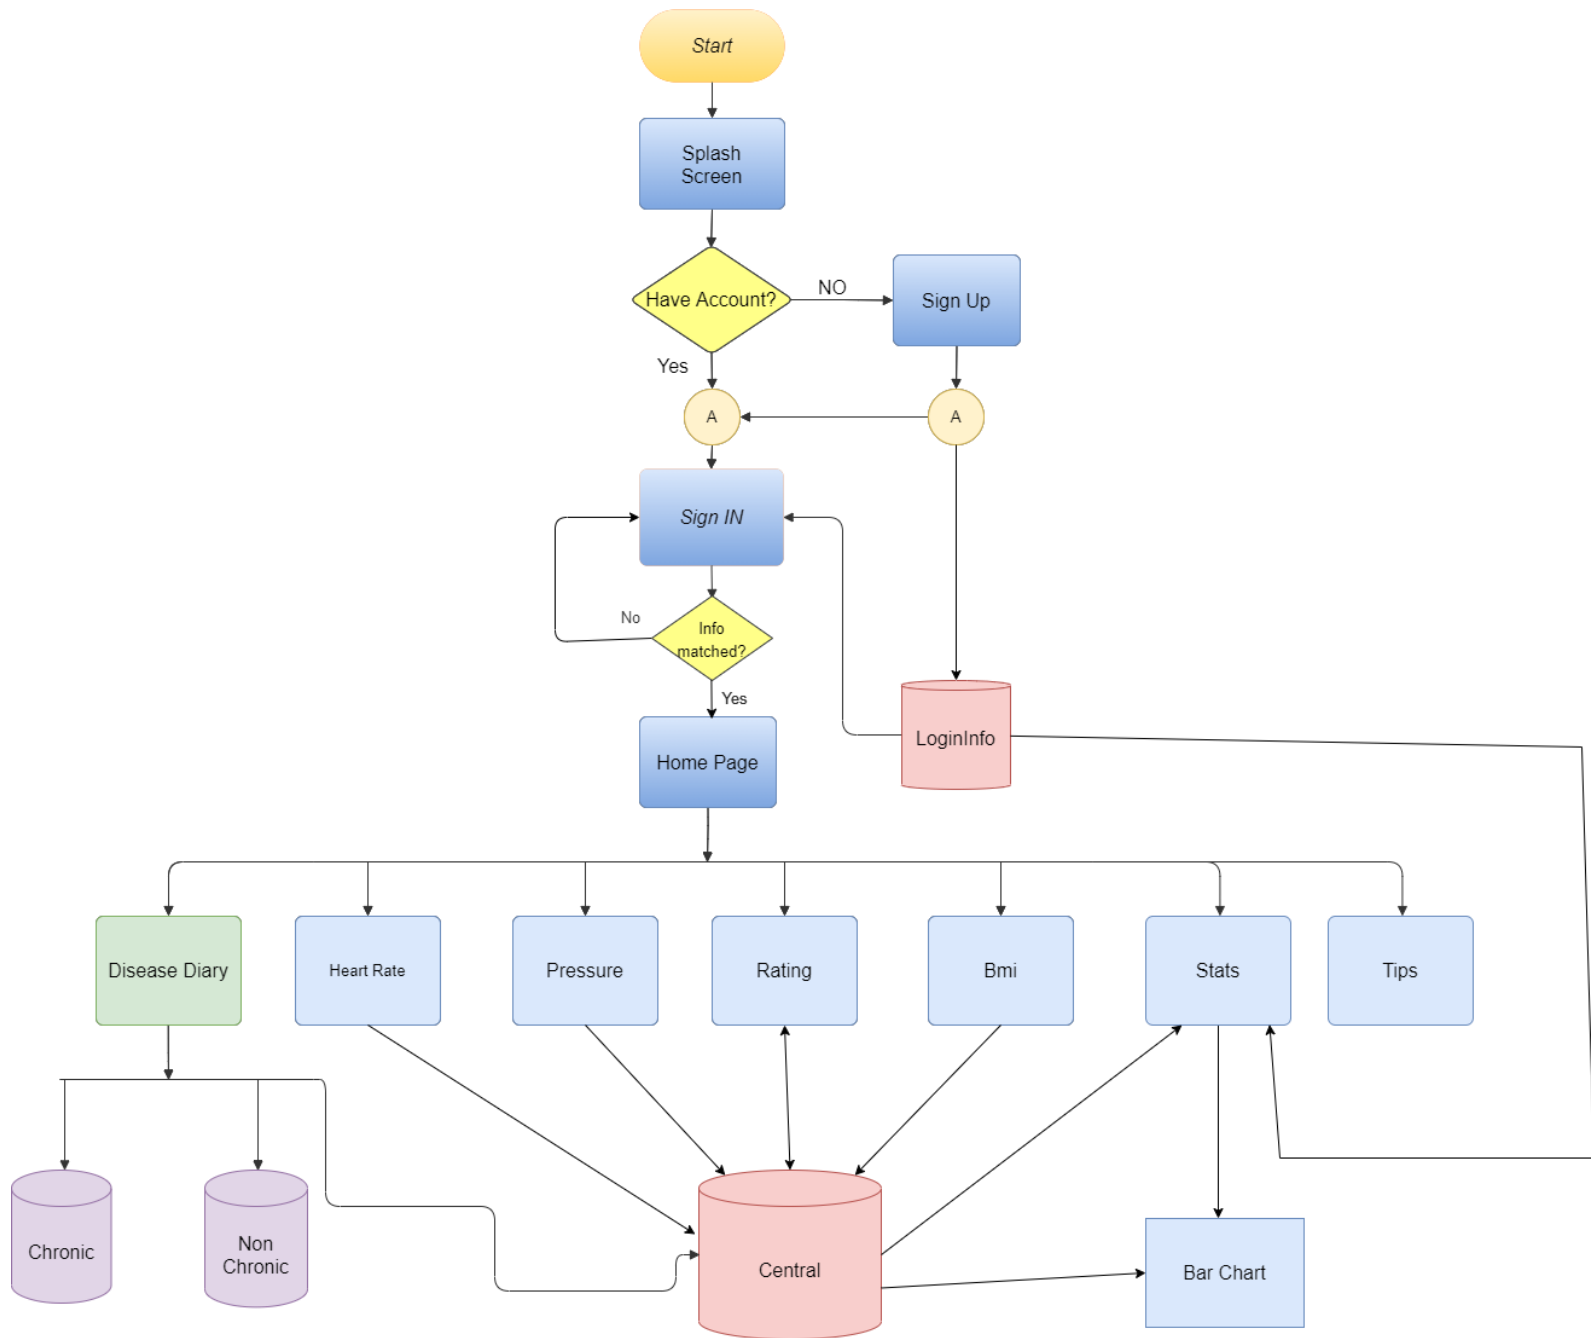 Start
Splash
Screen
Have Account?
NO
Sign Up
Yes
A
A
Sign IN
No
Info
matched?
Yes
LoginInfo
Home Page
Disease Diary
Heart Rate
Pressure
Rating
Bmi
Stats
Tips
Chronic
Non
Chronic
Central
Bar Chart